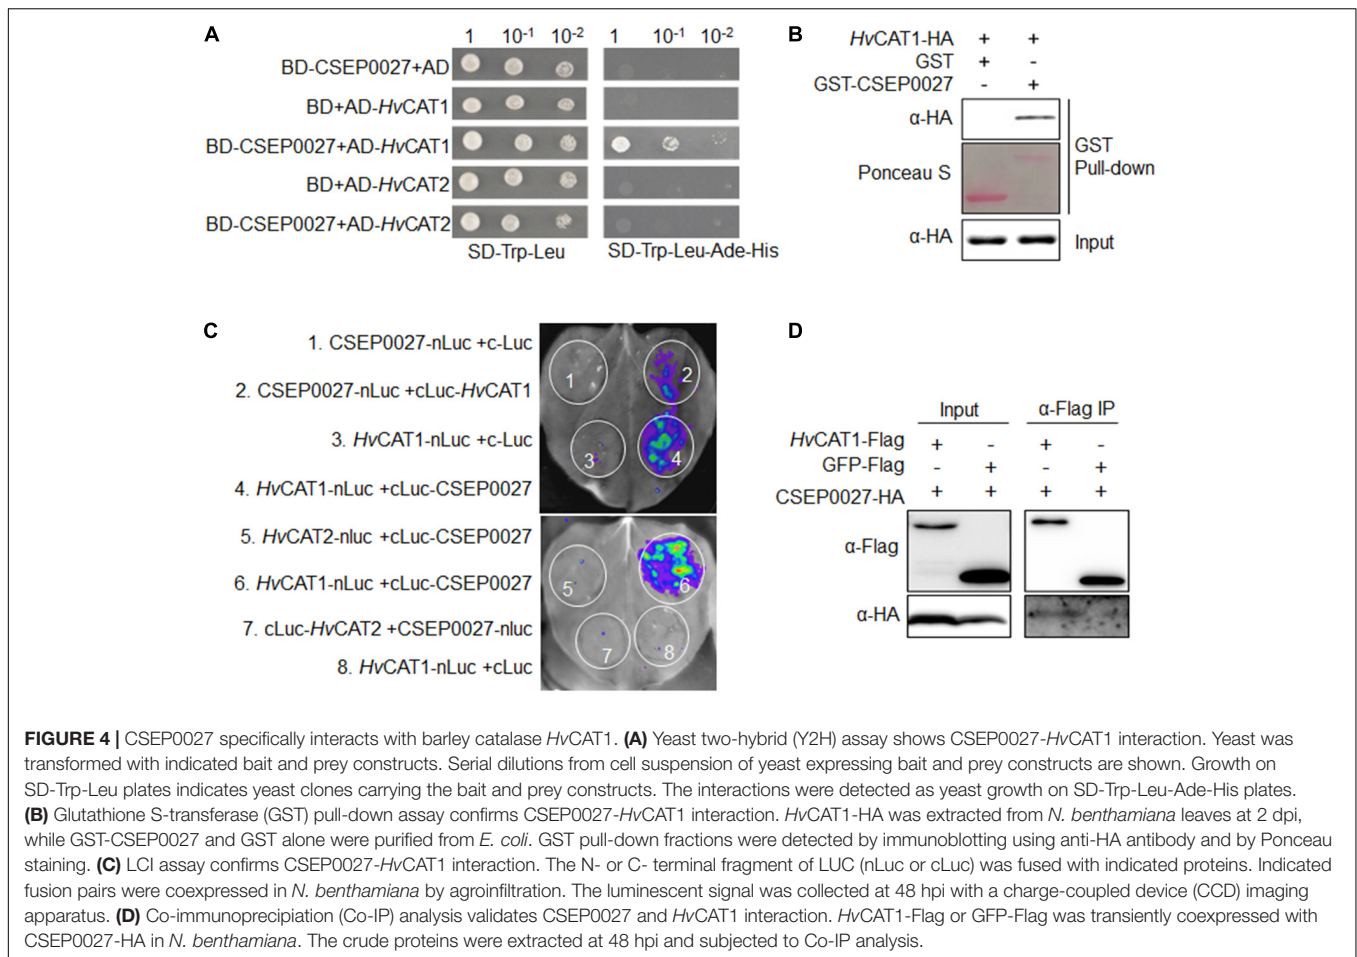 A
1 10-1 10-2 1 10-1 10-2
BD-CSEP0027+AD
BD+AD-HvCAT1
BD-CSEP0027+AD-HvCAT1
BD+AD-HvCAT2
BD-CSEP0027+AD-HvCAT2
SD-Trp-Leu SD-Trp-Leu-Ade-His
B
HvCAT1-HA + +
GST + -
GST-CSEP0027 - +
α-HA
Ponceau S
GST
Pull-down
α-HA
Input
C
1. CSEP0027-nLuc +c-Luc
2. CSEP0027-nLuc +cLuc-HvCAT1
3. HvCAT1-nLuc +c-Luc
4. HvCAT1-nLuc +cLuc-CSEP0027
5. HvCAT2-nluc +cLuc-CSEP0027
6. HvCAT1-nLuc +cLuc-CSEP0027
7. cLuc-HvCAT2 +CSEP0027-nluc
8. HvCAT1-nLuc +cLuc
1 2
3 4
5 6
7 8
D
Input α-Flag IP
HvCAT1-Flag + - + -
GFP-Flag - + - +
CSEP0027-HA + + + +
α-Flag
α-HA
FIGURE 4 | CSEP0027 specifically interacts with barley catalase HvCAT1. (A) Yeast two-hybrid (Y2H) assay shows CSEP0027-HvCAT1 interaction. Yeast was
transformed with indicated bait and prey constructs. Serial dilutions from cell suspension of yeast expressing bait and prey constructs are shown. Growth on
SD-Trp-Leu plates indicates yeast clones carrying the bait and prey constructs. The interactions were detected as yeast growth on SD-Trp-Leu-Ade-His plates.
(B) Glutathione S-transferase (GST) pull-down assay confirms CSEP0027-HvCAT1 interaction. HvCAT1-HA was extracted from N. benthamiana leaves at 2 dpi,
while GST-CSEP0027 and GST alone were purified from E. coli. GST pull-down fractions were detected by immunoblotting using anti-HA antibody and by Ponceau
staining. (C) LCI assay confirms CSEP0027-HvCAT1 interaction. The N- or C- terminal fragment of LUC (nLuc or cLuc) was fused with indicated proteins. Indicated
fusion pairs were coexpressed in N. benthamiana by agroinfiltration. The luminescent signal was collected at 48 hpi with a charge-coupled device (CCD) imaging
apparatus. (D) Co-immunoprecipiation (Co-IP) analysis validates CSEP0027 and HvCAT1 interaction. HvCAT1-Flag or GFP-Flag was transiently coexpressed with
CSEP0027-HA in N. benthamiana. The crude proteins were extracted at 48 hpi and subjected to Co-IP analysis.